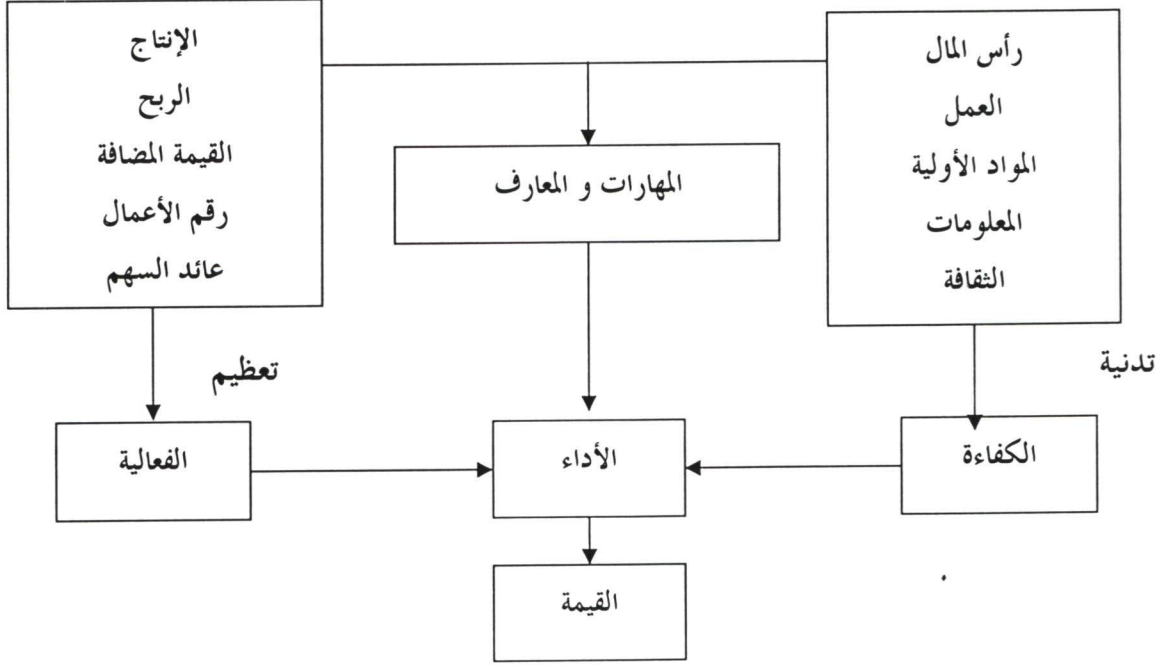 رأس المال
العمل
المواد الأولية
المعلومات
الثقافة
المهارات و المعارف
الإنتاج
الربح
القيمة المضافة
رقم الأعمال
عائد السهم
تدنية
تعظيم
الكفاءة
الأداء
الفعالية
القيمة